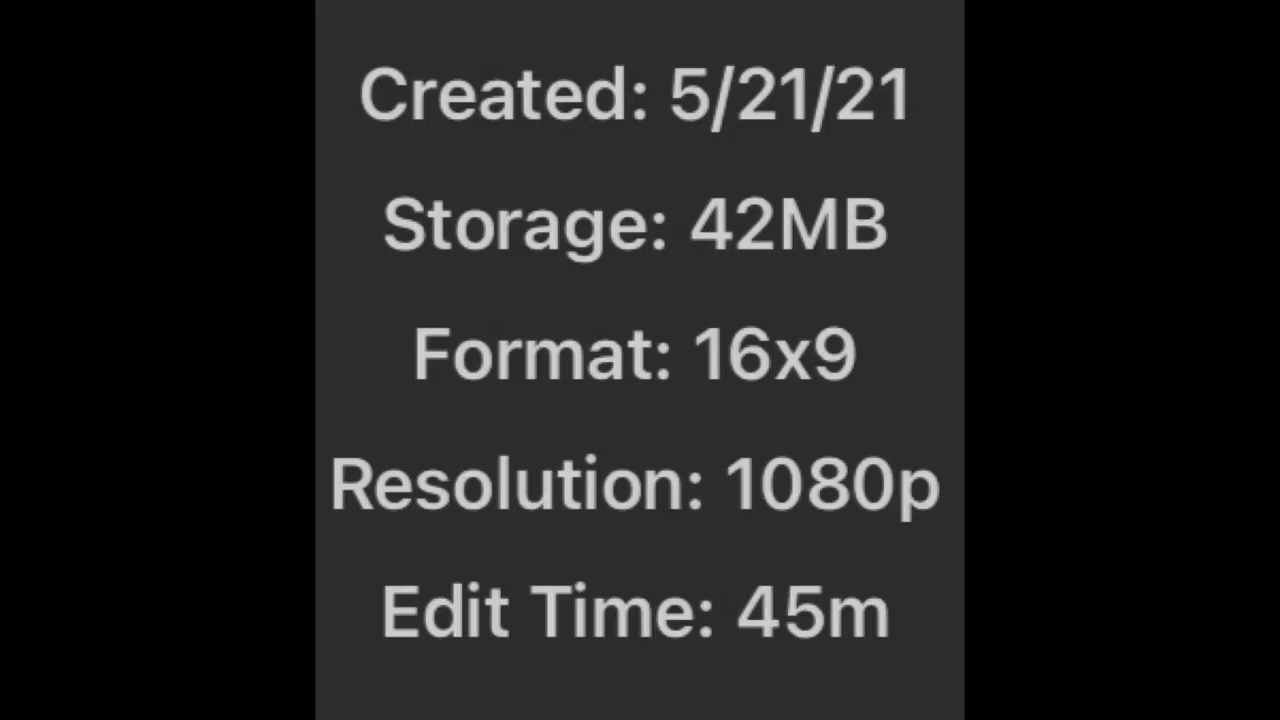 Created: 5/21/21
Storage: 42MB
Format: 16x9
Resolution: 1080p
Edit Time: 45m